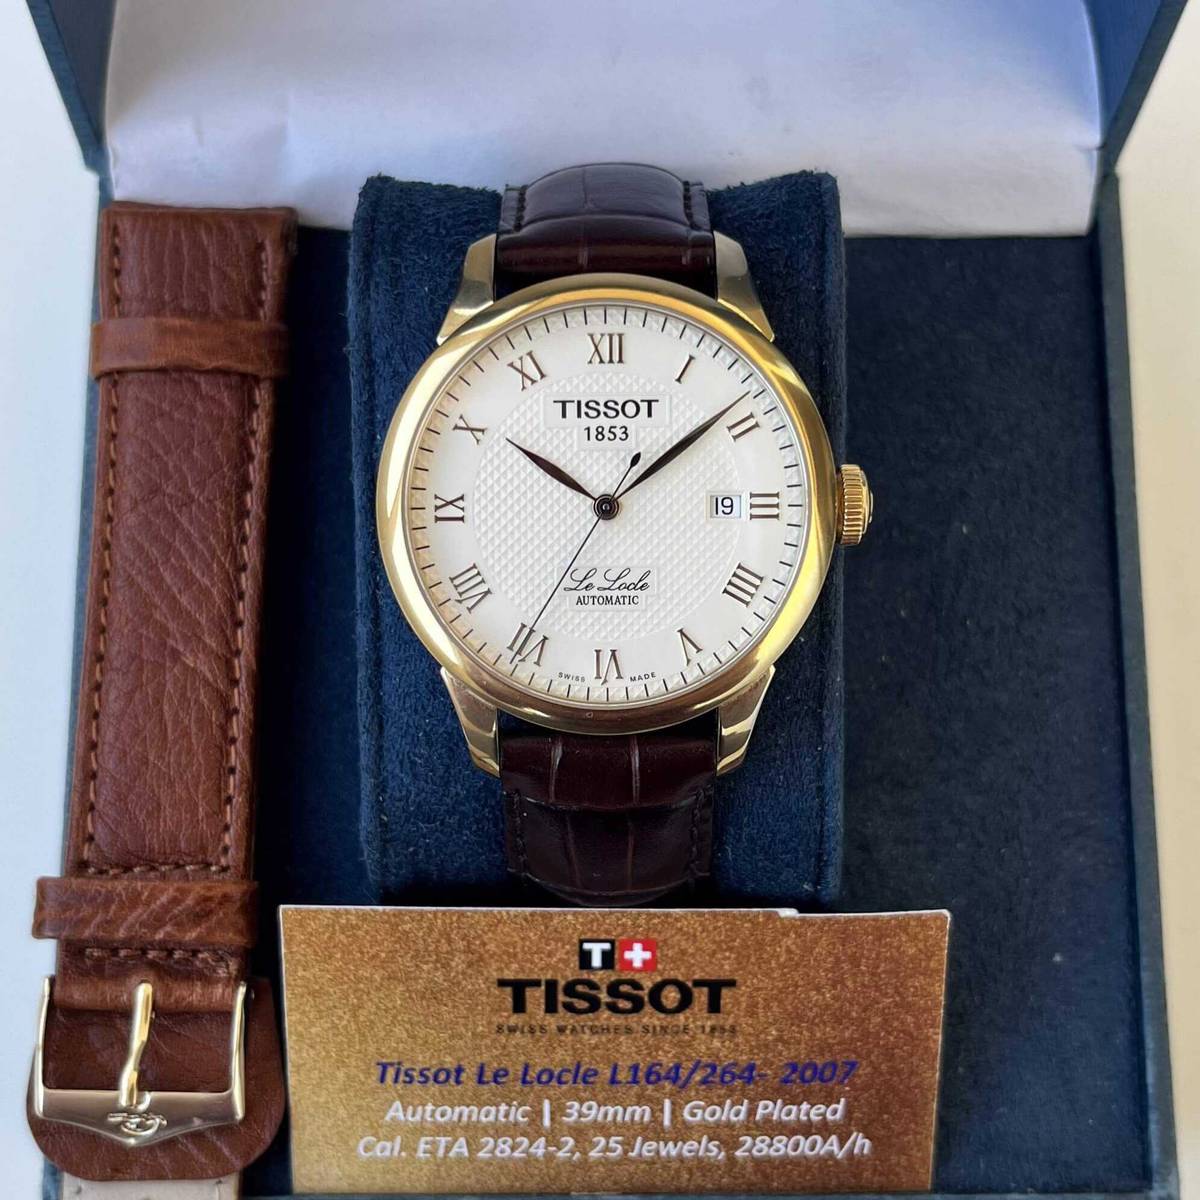 XII
XI
I
X
TISSOT
1853
II
IX
19
III
VIII
Le Locle
AUTOMATIC
IIII
VII
VI
V
SWISS MADE
T+
TISSOT
SWISS WATCHES SINCE 1853
Tissot Le Locle L164/264- 2007
Automatic | 39mm | Gold Plated
Cal. ETA 2824-2, 25 Jewels, 28800A/h